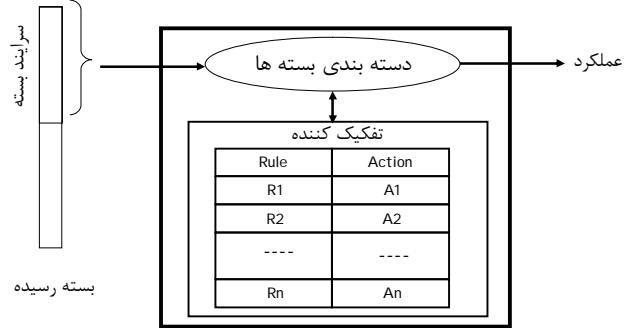 سرایند بسته
دسته بندی بسته ها
عملکرد
تفکیک کننده
Rule Action
R1 A1
R2 A2
---- ----
Rn An
بسته رسیده